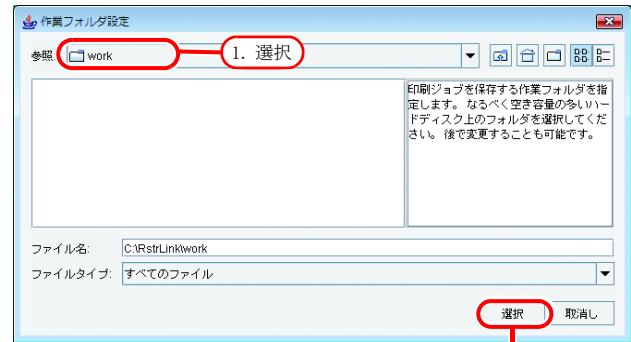 作業フォルダ設定
参照: work
1. 選択
印刷ジョブを保存する作業フォルダを指
定します。なるべく空き容量の多いハー
ドディスク上のフォルダを選択してくだ
さい。後で変更することも可能です。
ファイル名: C:\RstrLink\work
ファイルタイプ: すべてのファイル
選択 取消し